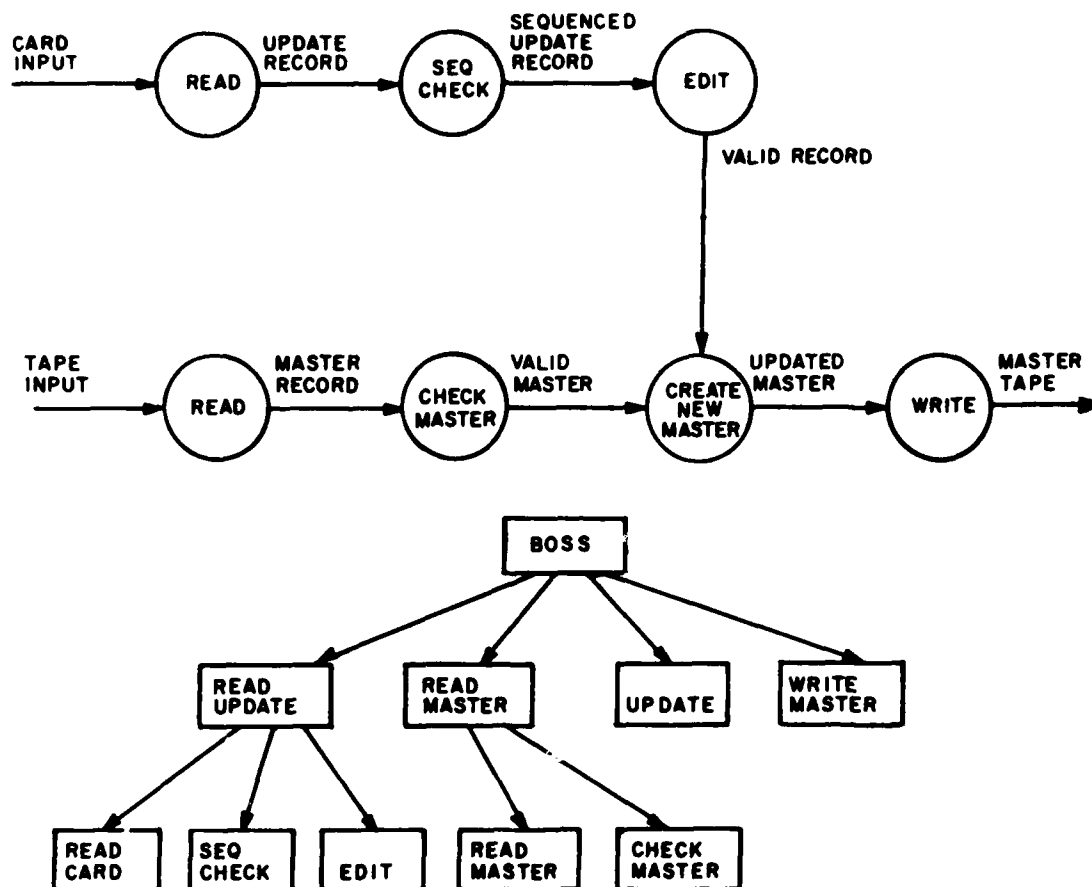 CARD
INPUT
READ
UPDATE
RECORD
SEQ
CHECK
SEQUENCED
UPDATE
RECORD
EDIT
VALID RECORD
TAPE
INPUT
READ
MASTER
RECORD
CHECK
MASTER
VALID
MASTER
CREATE
NEW
MASTER
UPDATED
MASTER
WRITE
MASTER
TAPE
BOSS
READ
UPDATE
READ
MASTER
UPDATE
WRITE
MASTER
READ
CARD
SEQ
CHECK
EDIT
READ
MASTER
CHECK
MASTER